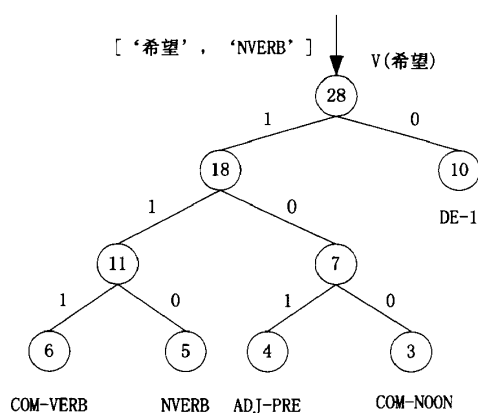 [ ‘希望’， ‘NVERB’ ]
V(希望)
28
1 0
18 10
DE-1
1 0
11 7
1 0 1 0
6 5 4 3
COM-VERB NVERB ADJ-PRE COM-NOON